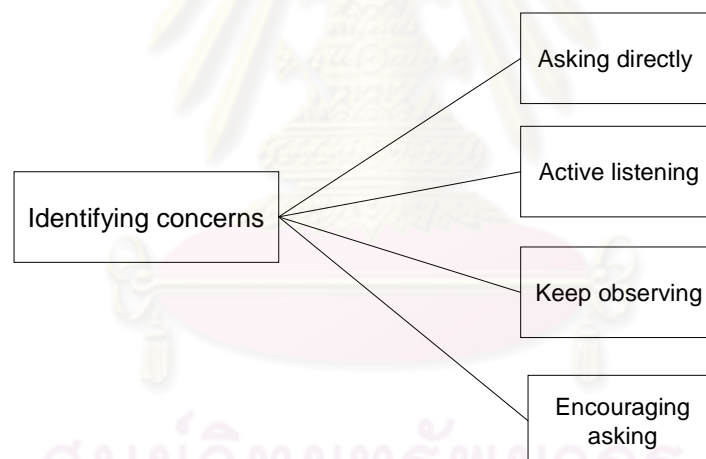 Asking directly
Active listening
Identifying concerns
Keep observing
Encouraging
asking